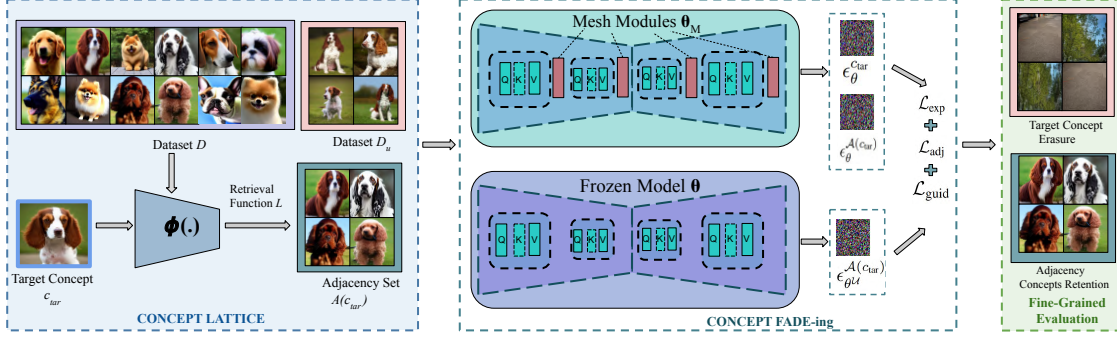 Dataset D
Dataset D_u
Retrieval
Function L
ϕ(.)
Target Concept
c_tar
Adjacency Set
A(c_tar)
CONCEPT LATTICE
Mesh Modules θ_M
Q K V
Q K V
Q K V
Q K V
Frozen Model θ
Q K V
Q K V
Q K V
Q K V
ϵ_θ^{c_tar}
ϵ_θ^{𝒜(c_tar)}
ϵ_{θ^𝒰}^{𝒜(c_tar)}
ℒ_exp
+
ℒ_adj
+
ℒ_guid
CONCEPT FADE-ing
Target Concept
Erasure
Adjacency
Concepts Retention
Fine-Grained
Evaluation